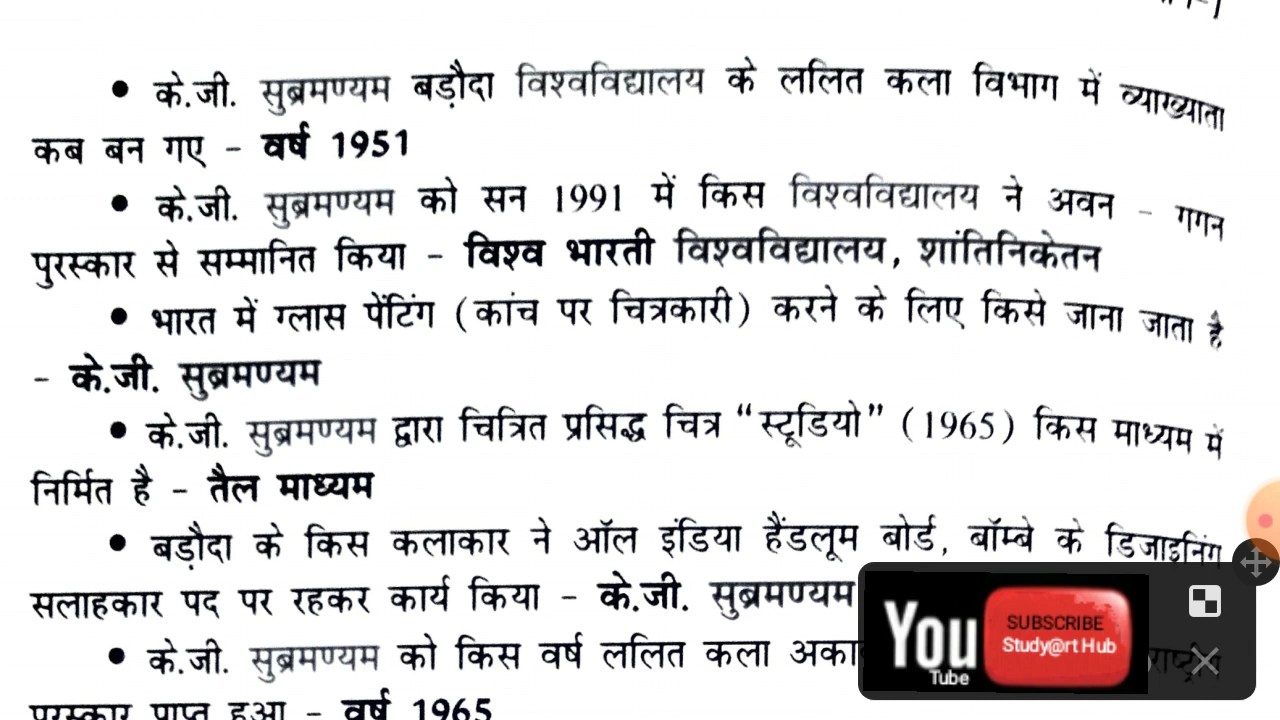 • के.जी. सुब्रमण्यम बड़ौदा विश्वविद्यालय के ललित कला विभाग में व्याख्याता
कब बन गए – वर्ष 1951
• के.जी. सुब्रमण्यम को सन 1991 में किस विश्वविद्यालय ने अवन – गगन
पुरस्कार से सम्मानित किया – विश्व भारती विश्वविद्यालय, शांतिनिकेतन
• भारत में ग्लास पेंटिंग (कांच पर चित्रकारी) करने के लिए किसे जाना जाता है
– के.जी. सुब्रमण्यम
• के.जी. सुब्रमण्यम द्वारा चित्रित प्रसिद्ध चित्र “स्टूडियो” (1965) किस माध्यम में
निर्मित है – तैल माध्यम
• बड़ौदा के किस कलाकार ने ऑल इंडिया हैंडलूम बोर्ड, बॉम्बे के डिजाइनिंग
सलाहकार पद पर रहकर कार्य किया – के.जी. सुब्रमण्यम
• के.जी. सुब्रमण्यम को किस वर्ष ललित कला राष्ट्रीय
पुरस्कार प्राप्त हुआ – वर्ष 1965
You Tube
SUBSCRIBE
Study@rt Hub